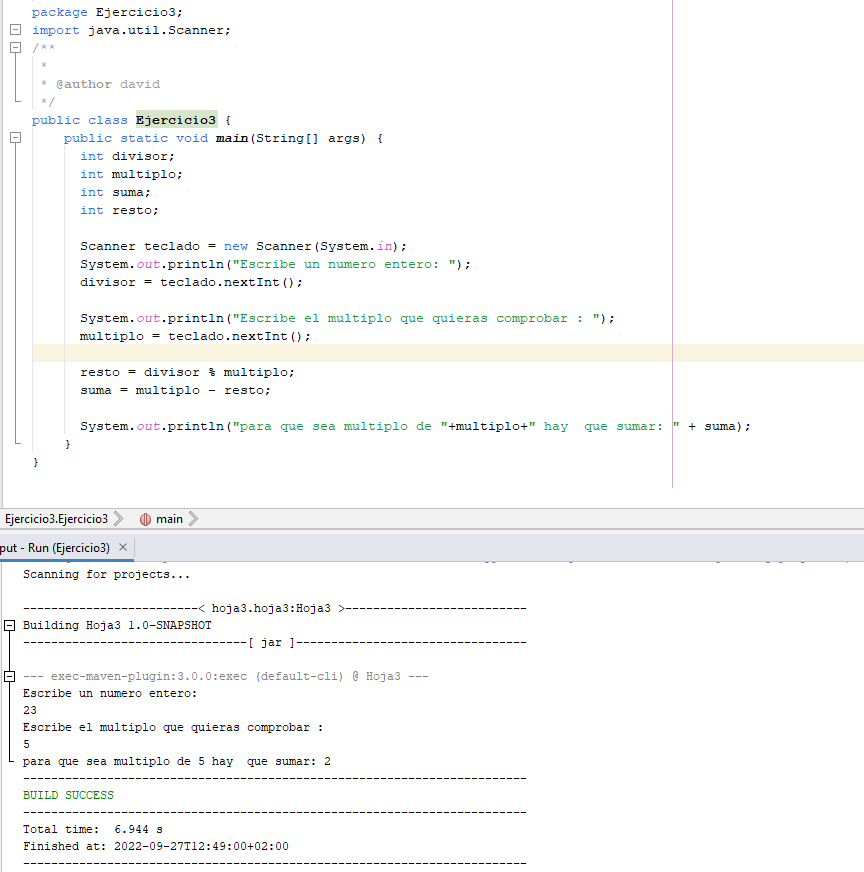 package Ejercicio3;
import java.util.Scanner;
/**
 *
 * @author david
 */
public class Ejercicio3 {
    public static void main(String[] args) {
      int divisor;
      int multiplo;
      int suma;
      int resto;
      Scanner teclado = new Scanner(System.in);
      System.out.println("Escribe un numero entero: ");
      divisor = teclado.nextInt();
      System.out.println("Escribe el multiplo que quieras comprobar : ");
      multiplo = teclado.nextInt();
      resto = divisor % multiplo;
      suma = multiplo - resto;
      System.out.println("para que sea multiplo de "+multiplo+" hay  que sumar: " + suma);
    }
}
Ejercicio3.Ejercicio3 main
put - Run (Ejercicio3) ×
Scanning for projects...
-------------------------< hoja3.hoja3:Hoja3 >--------------------------
Building Hoja3 1.0-SNAPSHOT
--------------------------------[ jar ]---------------------------------
--- exec-maven-plugin:3.0.0:exec (default-cli) @ Hoja3 ---
Escribe un numero entero:
23
Escribe el multiplo que quieras comprobar :
5
para que sea multiplo de 5 hay  que sumar: 2
------------------------------------------------------------------------
BUILD SUCCESS
------------------------------------------------------------------------
Total time:  6.944 s
Finished at: 2022-09-27T12:49:00+02:00
------------------------------------------------------------------------